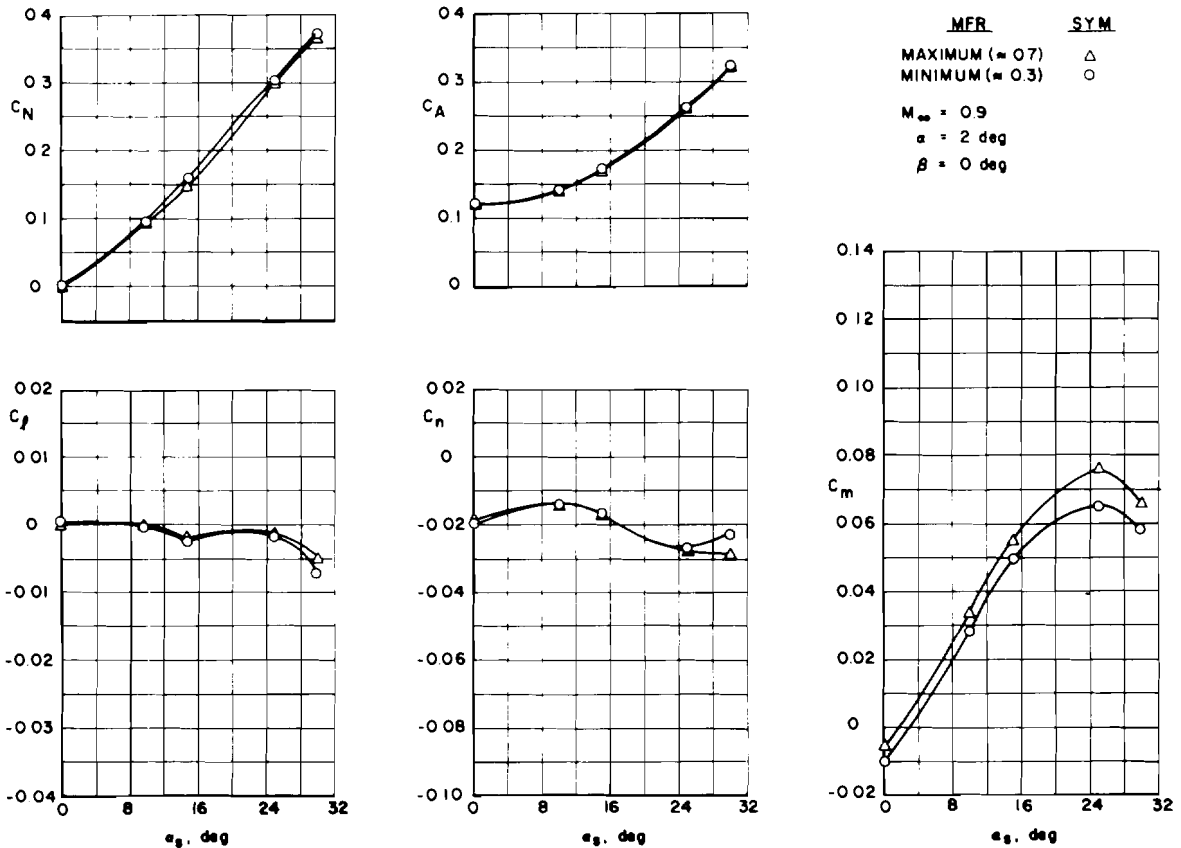 0.4
0.3
C_N
0.2
0.1
0
0.4
0.3
C_A
0.2
0.1
0
MFR SYM
MAXIMUM (≈ 0.7) △
MINIMUM (≈ 0.3) ○
M∞ = 0.9
α = 2 deg
β = 0 deg
0.02
C_ℓ
0.01
0
-0.01
-0.02
-0.03
-0.04
0 8 16 24 32
α_s, deg
0.02
C_n
0
-0.02
-0.04
-0.06
-0.08
-0.10
0 8 16 24 32
α_s, deg
0.14
0.12
0.10
0.08
C_m
0.06
0.04
0.02
0
-0.02
0 8 16 24 32
α_s, deg